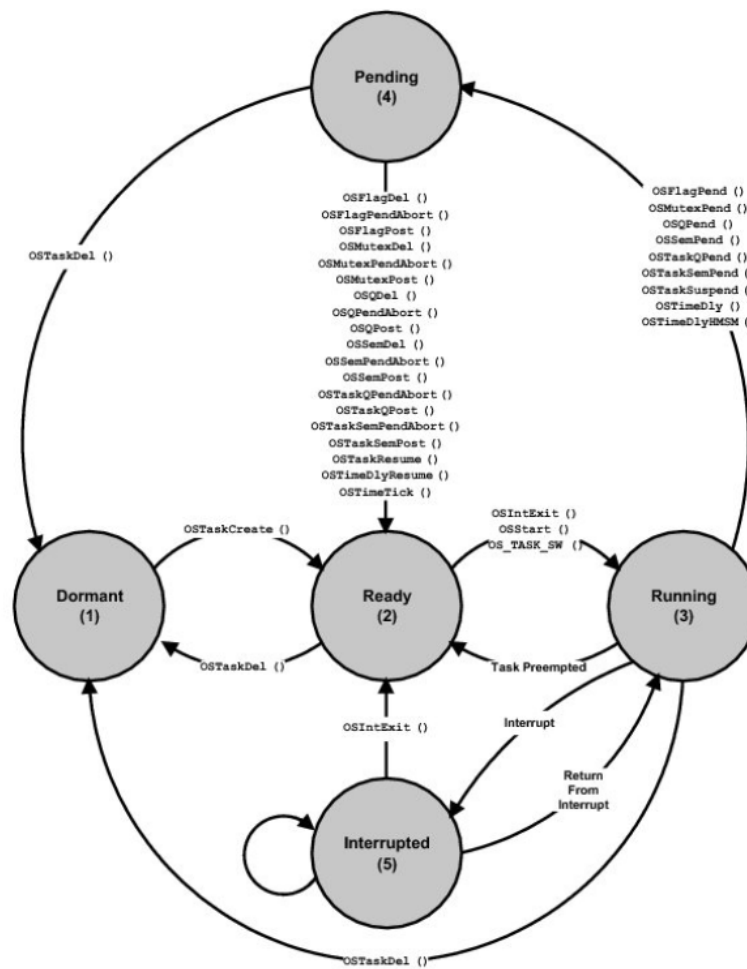 Pending
(4)
OSFlagDel ()
OSFlagPendAbort ()
OSFlagPost ()
OSMutexDel ()
OSMutexPendAbort ()
OSMutexPost ()
OSQDel ()
OSQPendAbort ()
OSQPost ()
OSSemDel ()
OSSemPendAbort ()
OSSemPost ()
OSTaskQPendAbort ()
OSTaskQPost ()
OSTaskSemPendAbort ()
OSTaskSemPost ()
OSTaskResume ()
OSTimeDlyResume ()
OSTimeTick ()
OSFlagPend ()
OSMutexPend ()
OSQPend ()
OSSemPend ()
OSTaskQPend ()
OSTaskSemPend ()
OSTaskSuspend (
OSTimeDly ()
OSTimeDlyHMSM (
OSTaskDel ()
OSTaskCreate ()
OSIntExit ()
OSStart ()
OS_TASK_SW ()
Dormant
(1)
Ready
(2)
Running
(3)
OSTaskDel ()
Task Preempted
OSIntExit ()
Interrupt
Return
From
Interrupt
Interrupted
(5)
OSTaskDel ()